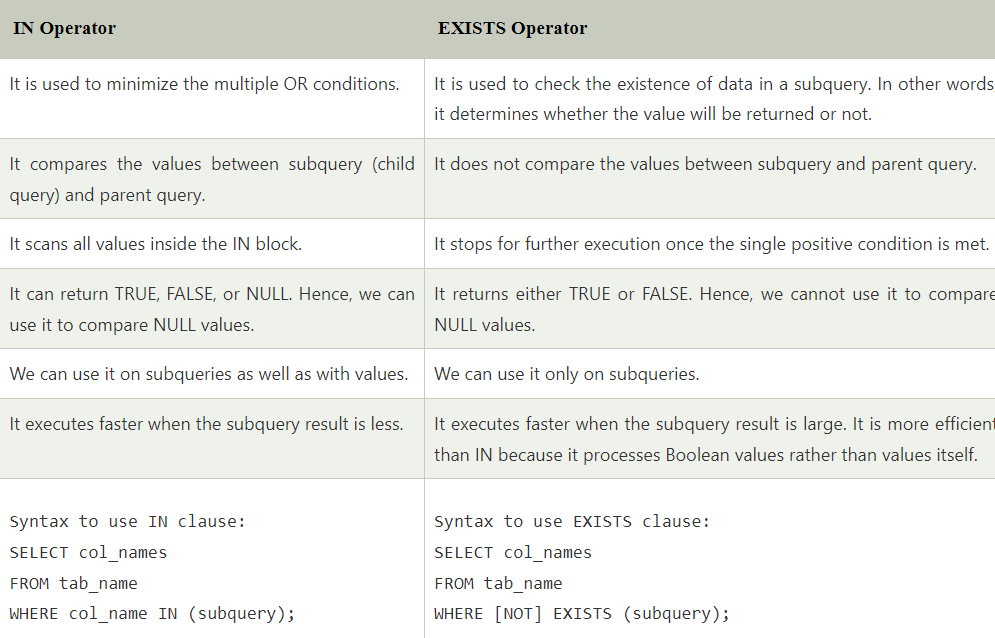 IN Operator
EXISTS Operator
It is used to minimize the multiple OR conditions.
It is used to check the existence of data in a subquery. In other words
it determines whether the value will be returned or not.
It compares the values between subquery (child
query) and parent query.
It does not compare the values between subquery and parent query.
It scans all values inside the IN block.
It stops for further execution once the single positive condition is met.
It can return TRUE, FALSE, or NULL. Hence, we can
use it to compare NULL values.
It returns either TRUE or FALSE. Hence, we cannot use it to compare
NULL values.
We can use it on subqueries as well as with values.
We can use it only on subqueries.
It executes faster when the subquery result is less.
It executes faster when the subquery result is large. It is more efficient
than IN because it processes Boolean values rather than values itself.
Syntax to use IN clause:
SELECT col_names
FROM tab_name
WHERE col_name IN (subquery);
Syntax to use EXISTS clause:
SELECT col_names
FROM tab_name
WHERE [NOT] EXISTS (subquery);